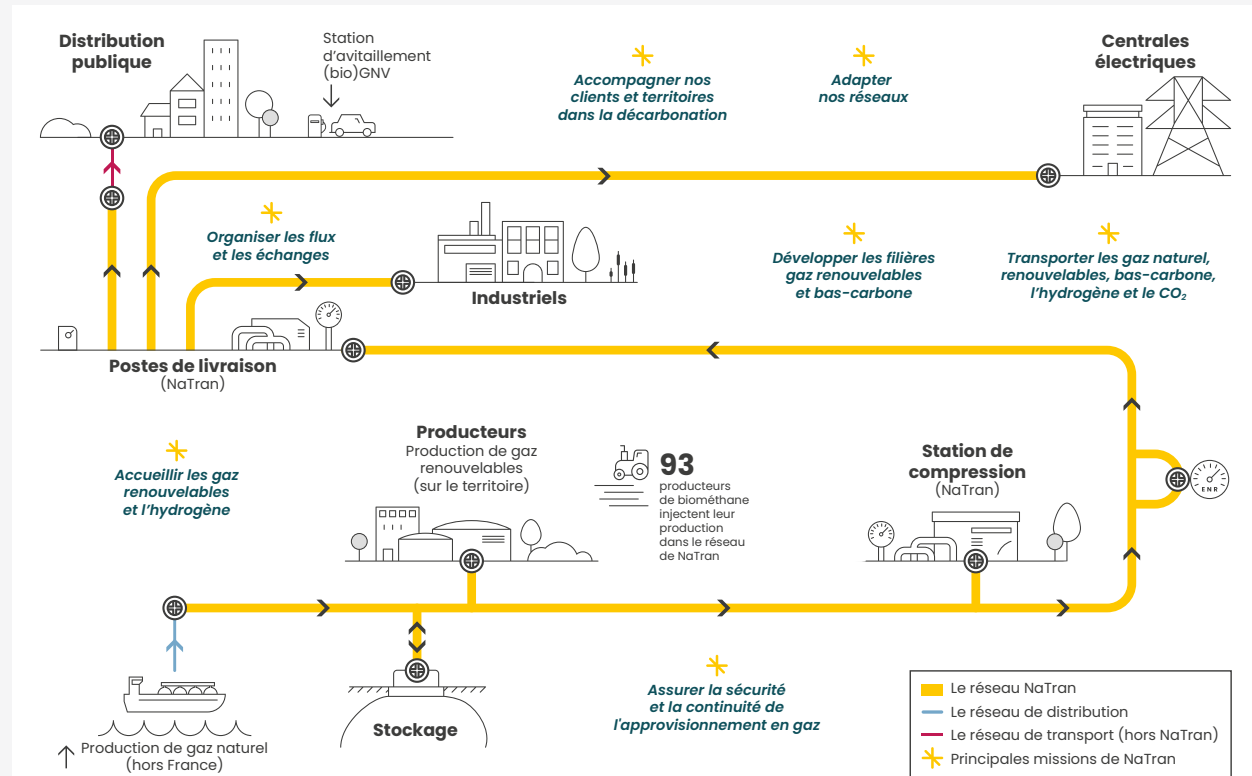 Distribution
publique
Station
d'avitaillement
(bio)GNV
Accompagner nos
clients et territoires
dans la décarbonation
Adapter
nos réseaux
Centrales
électriques
Organiser les flux
et les échanges
Industriels
Développer les filières
gaz renouvelables
et bas-carbone
Transporter les gaz naturel,
renouvelables, bas-carbone,
l'hydrogène et le CO₂
Postes de livraison
(NaTran)
Accueillir les gaz
renouvelables
et l'hydrogène
Producteurs
Production de gaz
renouvelables
(sur le territoire)
93
producteurs
de biométhane
injectent leur
production
dans le réseau
de NaTran
Station de
compression
(NaTran)
ENR
Production de gaz naturel
(hors France)
Stockage
Assurer la sécurité
et la continuité de
l'approvisionnement en gaz
Le réseau NaTran
Le réseau de distribution
Le réseau de transport (hors NaTran)
Principales missions de NaTran